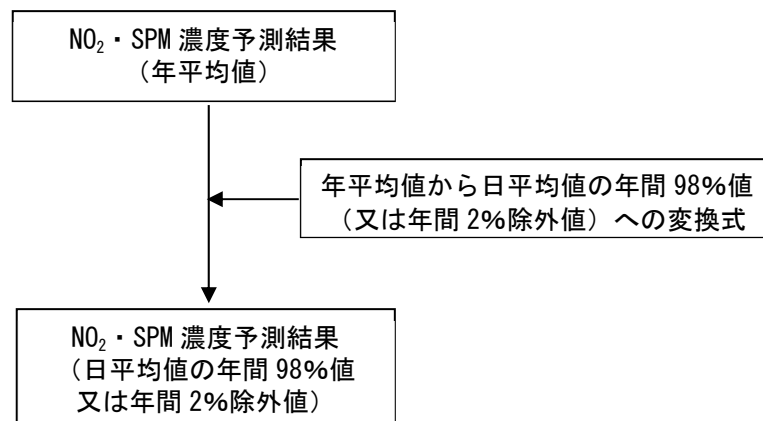 NO₂・SPM 濃度予測結果
（年平均値）
年平均値から日平均値の年間 98%値
（又は年間 2%除外値）への変換式
NO₂・SPM 濃度予測結果
（日平均値の年間 98%値
又は年間 2%除外値）